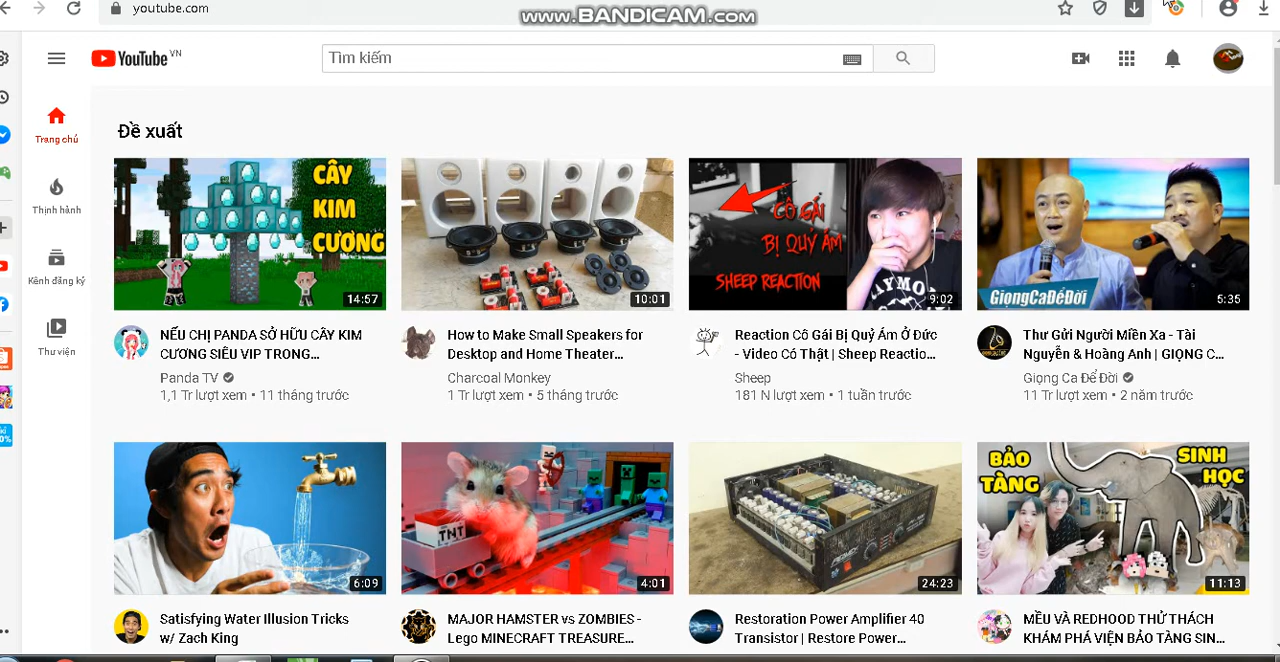 youtube.com
www.BANDICAM.com
YouTube VN
Tìm kiếm
Trang chủ
Thịnh hành
Kênh đăng ký
Thư viện
Đề xuất
CÂY
KIM
CƯƠNG
14:57
10:01
CÔ GÁI
BỊ QUỶ ÁM
SHEEP REACTION
9:02
GiọngCaĐểĐời
5:35
NẾU CHỊ PANDA SỞ HỮU CÂY KIM
CƯƠNG SIÊU VIP TRONG...
Panda TV
1,1 Tr lượt xem • 11 tháng trước
How to Make Small Speakers for
Desktop and Home Theater...
Charcoal Monkey
1 Tr lượt xem • 5 tháng trước
Reaction Cô Gái Bị Quỷ Ám Ở Đức
- Video Có Thật | Sheep Reactio...
Sheep
181 N lượt xem • 1 tuần trước
Thư Gửi Người Miền Xa - Tài
Nguyễn & Hoàng Anh | GIỌNG C...
Giọng Ca Để Đời
11 Tr lượt xem • 2 năm trước
6:09
TNT
4:01
24:23
BẢO
TÀNG
SINH
HỌC
11:13
Satisfying Water Illusion Tricks
w/ Zach King
MAJOR HAMSTER vs ZOMBIES -
Lego MINECRAFT TREASURE...
Restoration Power Amplifier 40
Transistor | Restore Power...
MỀU VÀ REDHOOD THỬ THÁCH
KHÁM PHÁ VIỆN BẢO TÀNG SIN...